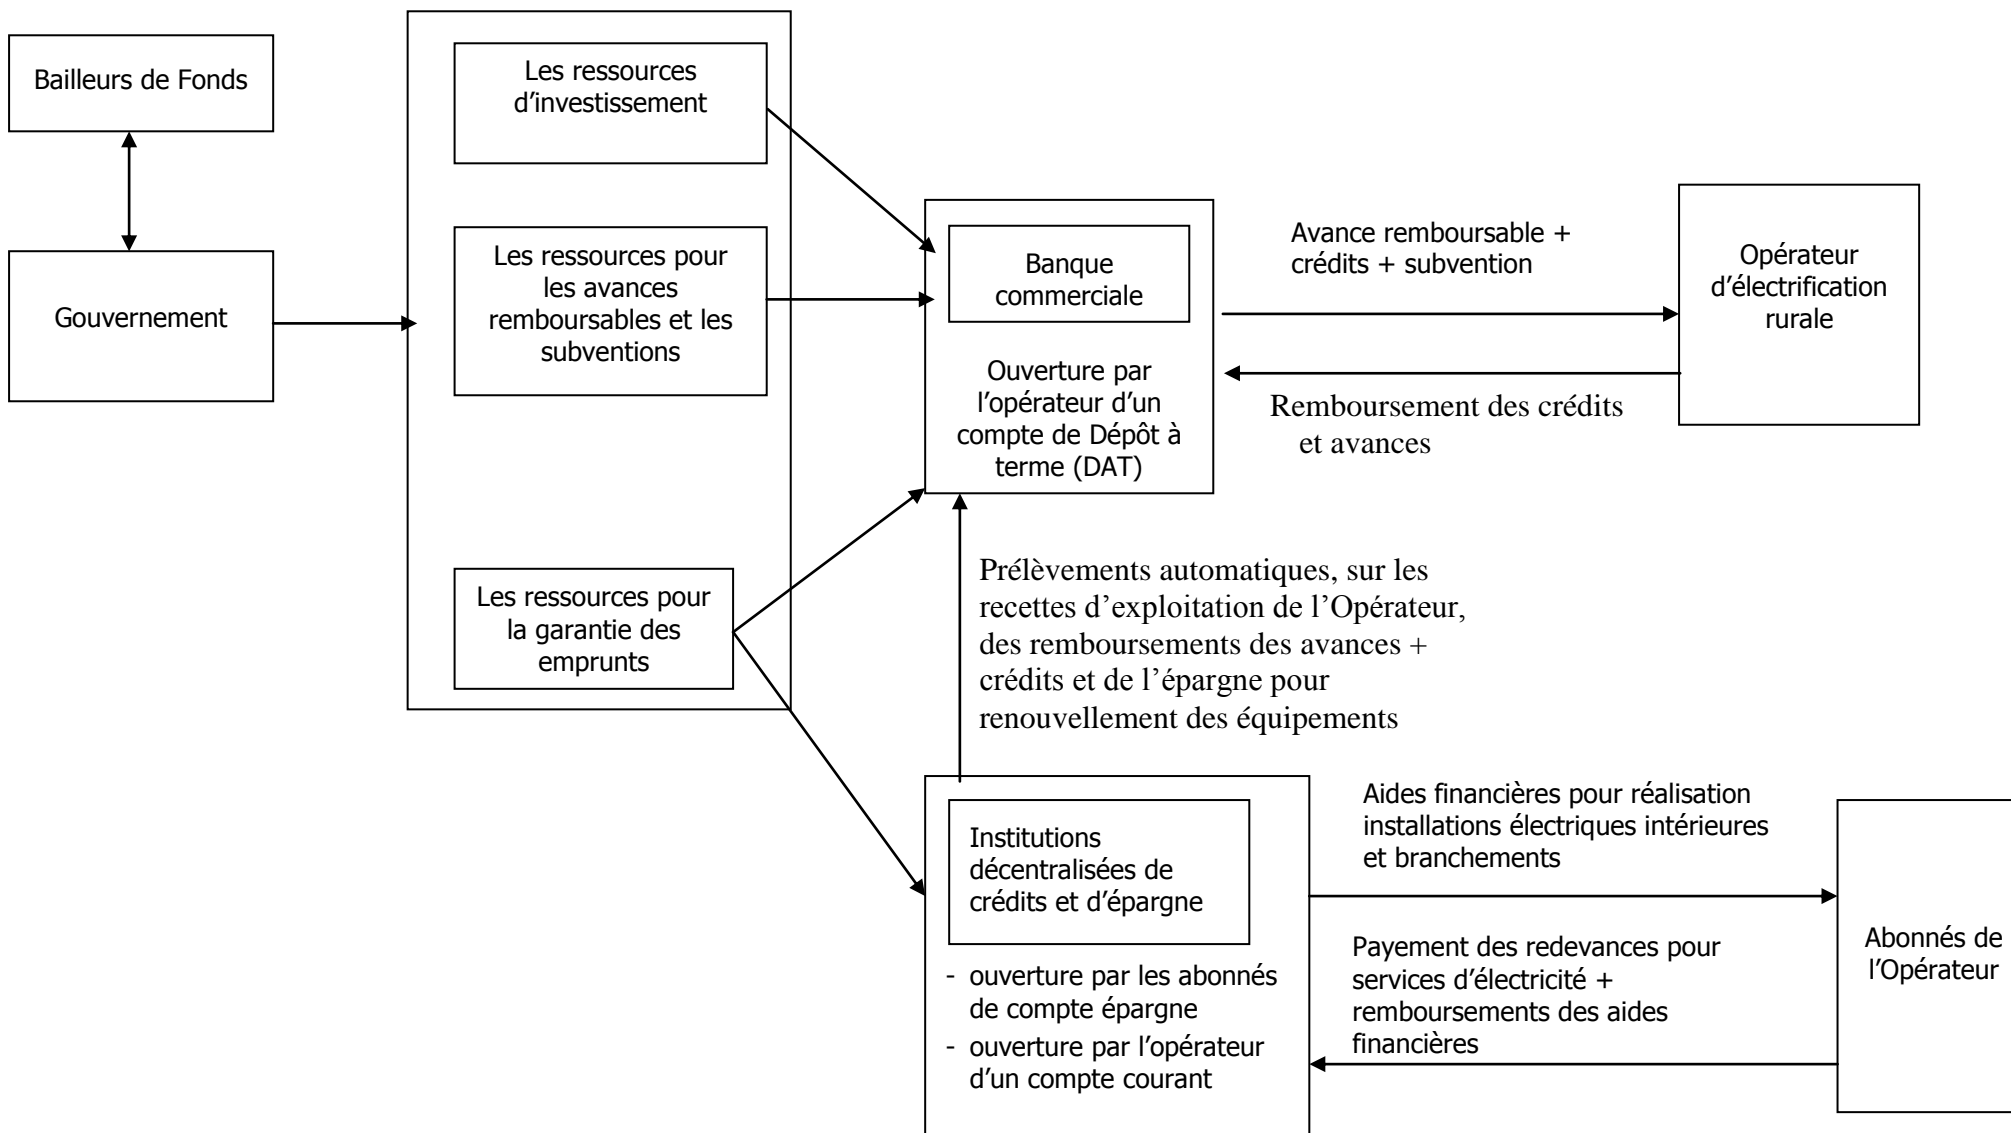 Bailleurs de Fonds
Gouvernement
Les ressources
d’investissement
Les ressources pour
les avances
remboursables et les
subventions
Les ressources pour
la garantie des
emprunts
Banque
commerciale
Ouverture par
l’opérateur d’un
compte de Dépôt à
terme (DAT)
Avance remboursable +
crédits + subvention
Remboursement des crédits
et avances
Opérateur
d’électrification
rurale
Prélèvements automatiques, sur les
recettes d’exploitation de l’Opérateur,
des remboursements des avances +
crédits et de l’épargne pour
renouvellement des équipements
Institutions
décentralisées de
crédits et d’épargne
- ouverture par les abonnés
de compte épargne
- ouverture par l’opérateur
d’un compte courant
Aides financières pour réalisation
installations électriques intérieures
et branchements
Payement des redevances pour
services d’électricité +
remboursements des aides
financières
Abonnés de
l’Opérateur